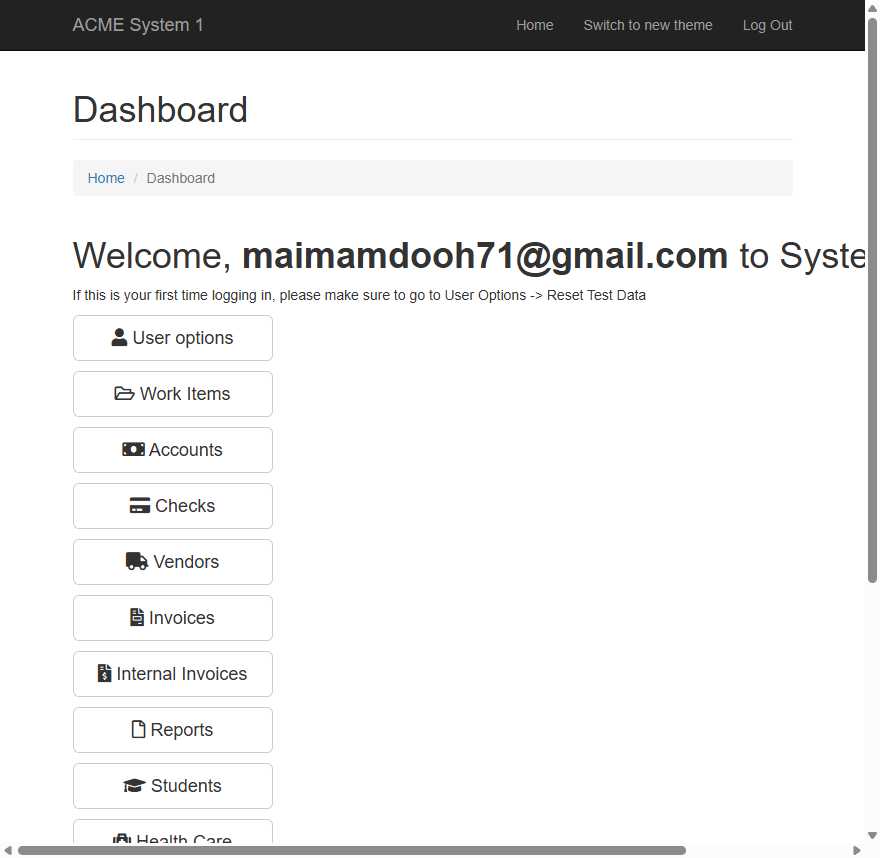 ACME System 1 Home Switch to new theme Log Out
Dashboard
Home / Dashboard
Welcome, maimamdooh71@gmail.com to Syste
If this is your first time logging in, please make sure to go to User Options -> Reset Test Data
User options
Work Items
Accounts
Checks
Vendors
Invoices
Internal Invoices
Reports
Students
Health Care